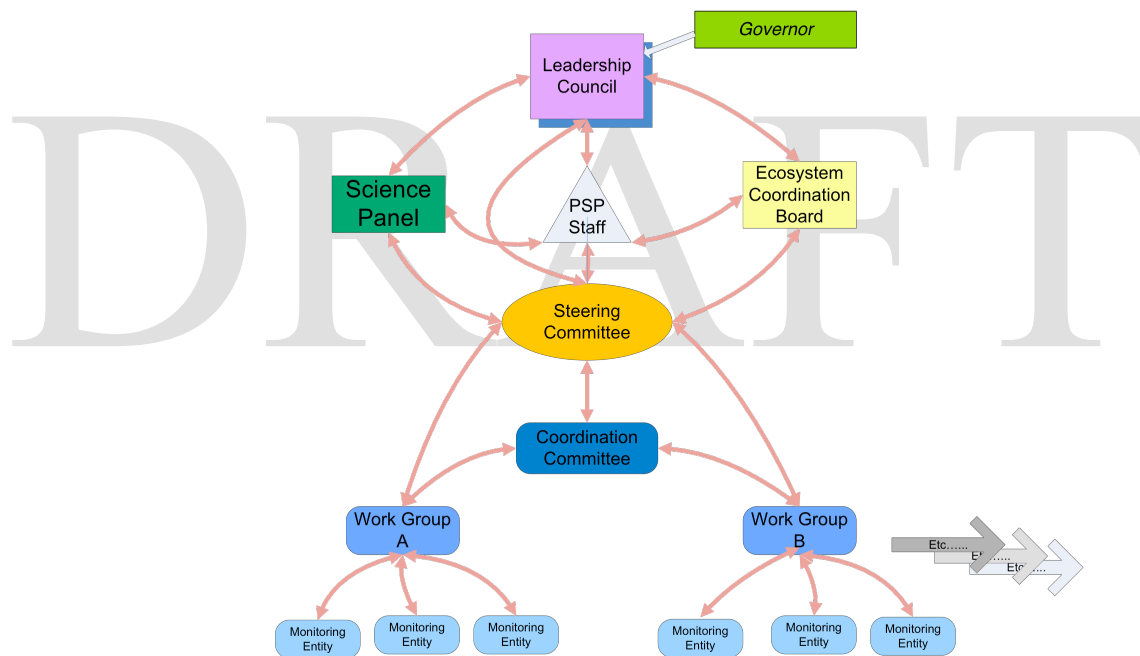 DRAFT
Governor
Leadership
Council
Science
Panel
PSP
Staff
Ecosystem
Coordination
Board
Steering
Committee
Coordination
Committee
Work Group
A
Work Group
B
Etc…...
Monitoring
Entity
Monitoring
Entity
Monitoring
Entity
Monitoring
Entity
Monitoring
Entity
Monitoring
Entity